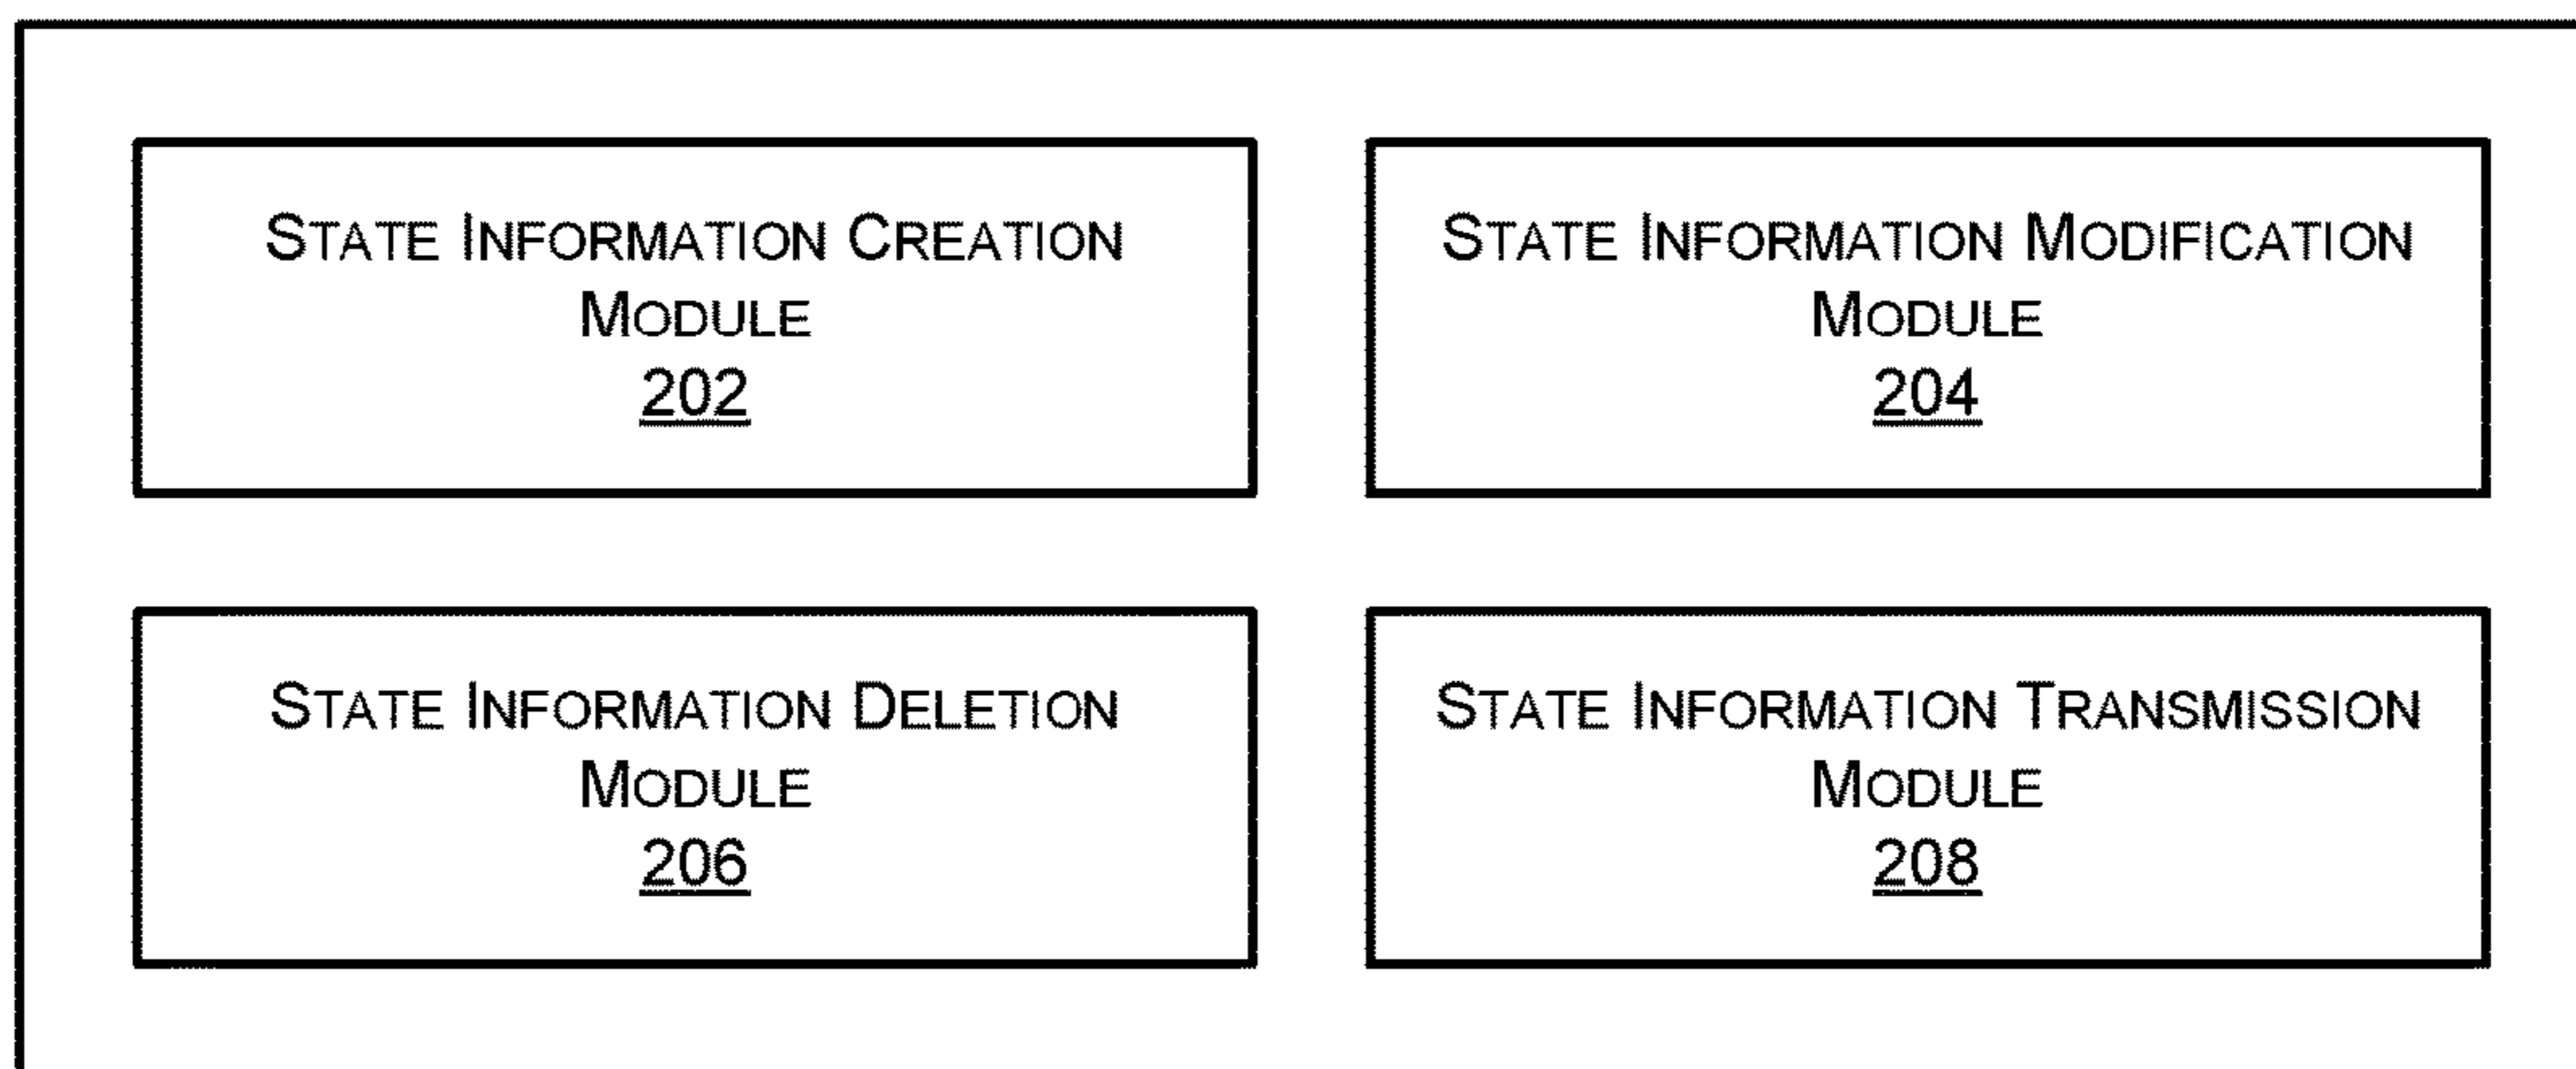 STATE INFORMATION CREATION
MODULE
202
STATE INFORMATION MODIFICATION
MODULE
204
STATE INFORMATION DELETION
MODULE
206
STATE INFORMATION TRANSMISSION
MODULE
208